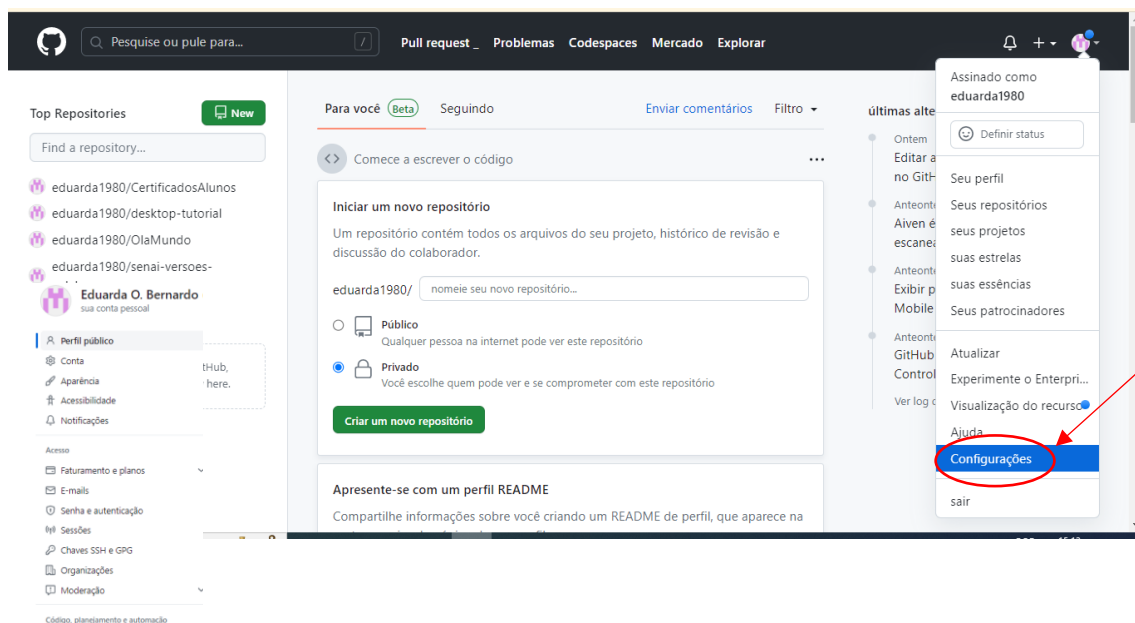 Pesquise ou pule para...
/
Pull request _ Problemas Codespaces Mercado Explorar
Top Repositories
New
Find a repository...
eduarda1980/CertificadosAlunos
eduarda1980/desktop-tutorial
eduarda1980/OlaMundo
eduarda1980/senai-versoes-
Eduarda O. Bernardo
sua conta pessoal
Perfil público
Conta
Aparência
Acessibilidade
Notificações
Acesso
Faturamento e planos
E-mails
Senha e autenticação
Sessões
Chaves SSH e GPG
Organizações
Moderação
Código, planejamento e automação
tHub,
here.
Para você Beta Seguindo Enviar comentários Filtro
Comece a escrever o código
Iniciar um novo repositório
Um repositório contém todos os arquivos do seu projeto, histórico de revisão e
discussão do colaborador.
eduarda1980/ nomeie seu novo repositório...
Público
Qualquer pessoa na internet pode ver este repositório
Privado
Você escolhe quem pode ver e se comprometer com este repositório
Criar um novo repositório
Apresente-se com um perfil README
Compartilhe informações sobre você criando um README de perfil, que aparece na
últimas alte
Ontem
Editar a
no GitH
Anteonte
Aiven é
escanea
Anteonte
Exibir p
Mobile
Anteonte
GitHub
Control
Ver log d
Assinado como
eduarda1980
Definir status
Seu perfil
Seus repositórios
seus projetos
suas estrelas
suas essências
Seus patrocinadores
Atualizar
Experimente o Enterpri...
Visualização do recurso
Ajuda
Configurações
sair